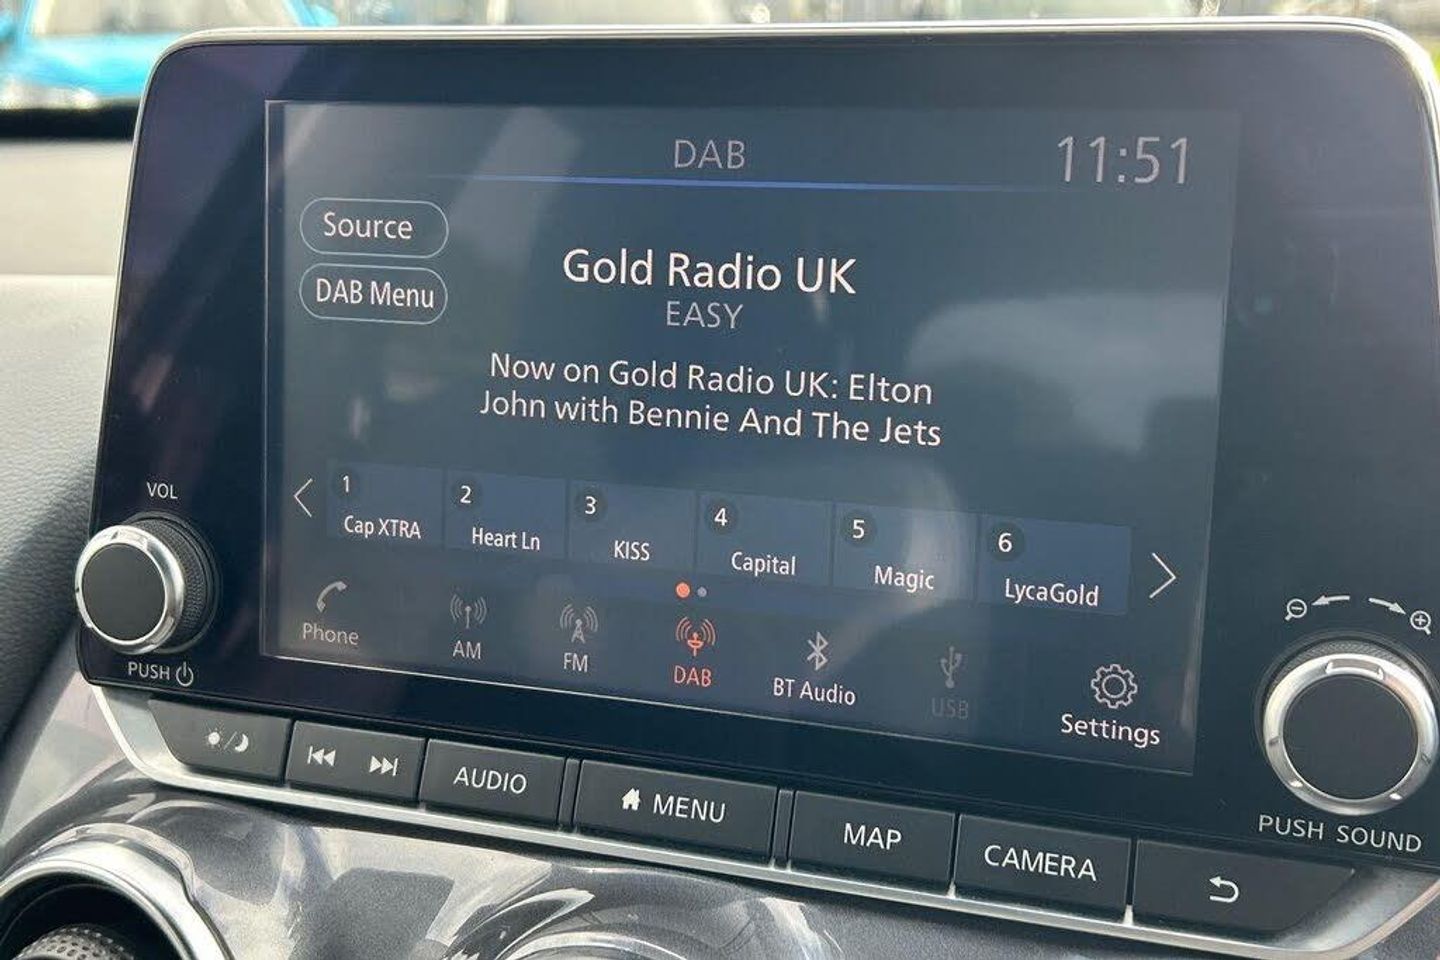 DAB
11:51
Source
DAB Menu
Gold Radio UK
EASY
Now on Gold Radio UK: Elton
John with Bennie And The Jets
1 Cap XTRA
2 Heart Ln
3 KISS
4 Capital
5 Magic
6 LycaGold
Phone
AM
FM
DAB
BT Audio
USB
Settings
VOL
PUSH
PUSH SOUND
AUDIO
MENU
MAP
CAMERA